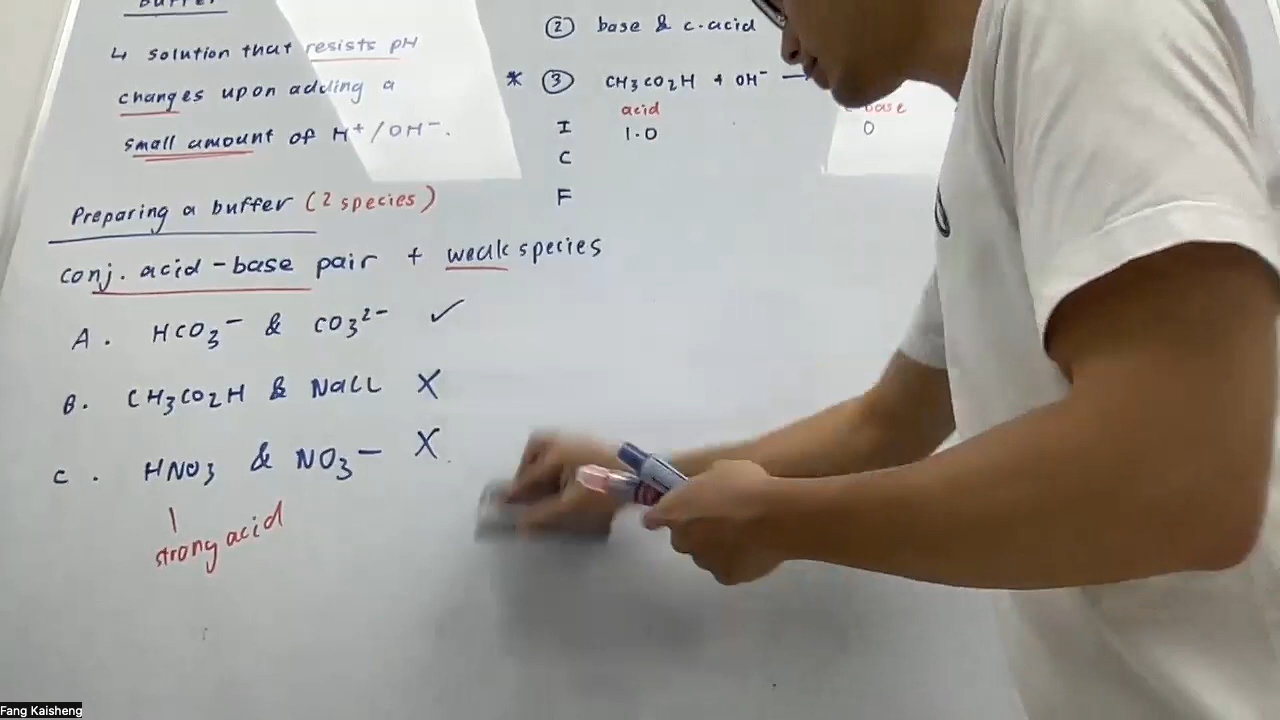 Buffer
↳ solution that resists pH
changes upon adding a
small amount of H⁺/OH⁻.
Preparing a buffer (2 species)
conj. acid-base pair + weak species
A. HCO₃⁻ & CO₃²⁻ ✓
B. CH₃CO₂H & NaCl X
C. HNO₃ & NO₃⁻ X
strong acid
② base & c.acid
* ③ CH₃CO₂H + OH⁻ →
acid base
I 1.0 0
C
F
Fang Kaisheng